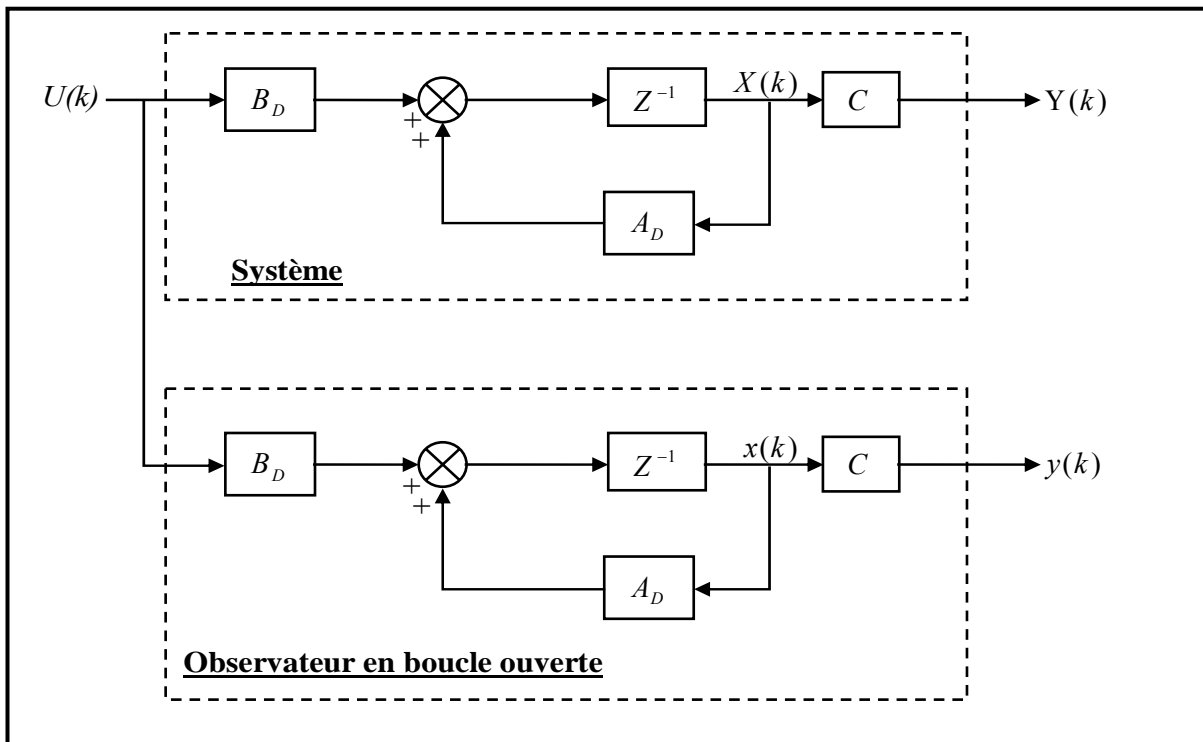 U(k)
B_D
+
+
Z^{-1}
X(k)
C
Y(k)
A_D
Système
B_D
+
+
Z^{-1}
x(k)
C
y(k)
A_D
Observateur en boucle ouverte